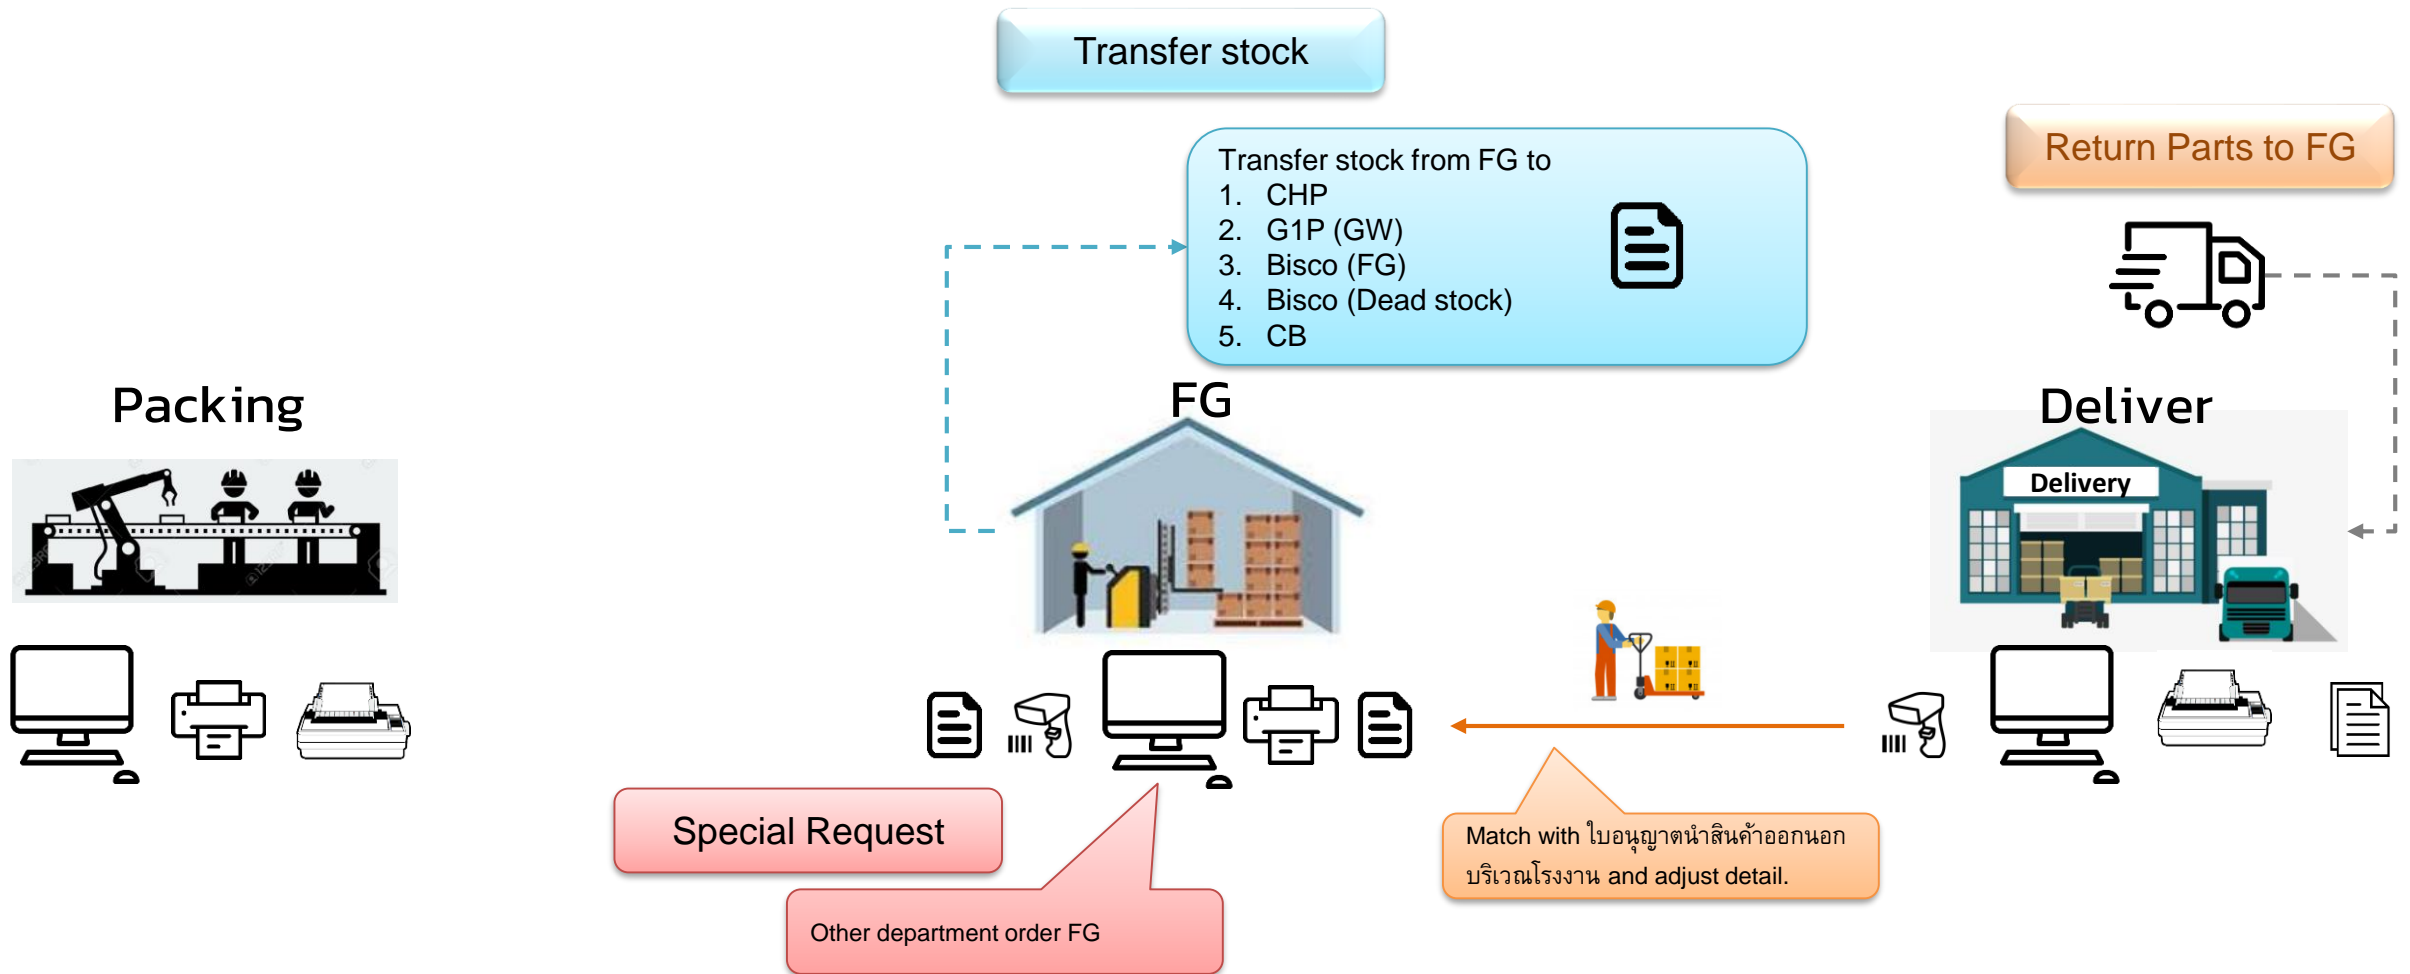 Transfer stock
Return Parts to FG
Transfer stock from FG to
1. CHP
2. G1P (GW)
3. Bisco (FG)
4. Bisco (Dead stock)
5. CB
Packing
FG
Deliver
Delivery
Special Request
Other department order FG
Match with ใบอนุญาตนำสินค้าออกนอก
บริเวณโรงงาน and adjust detail.